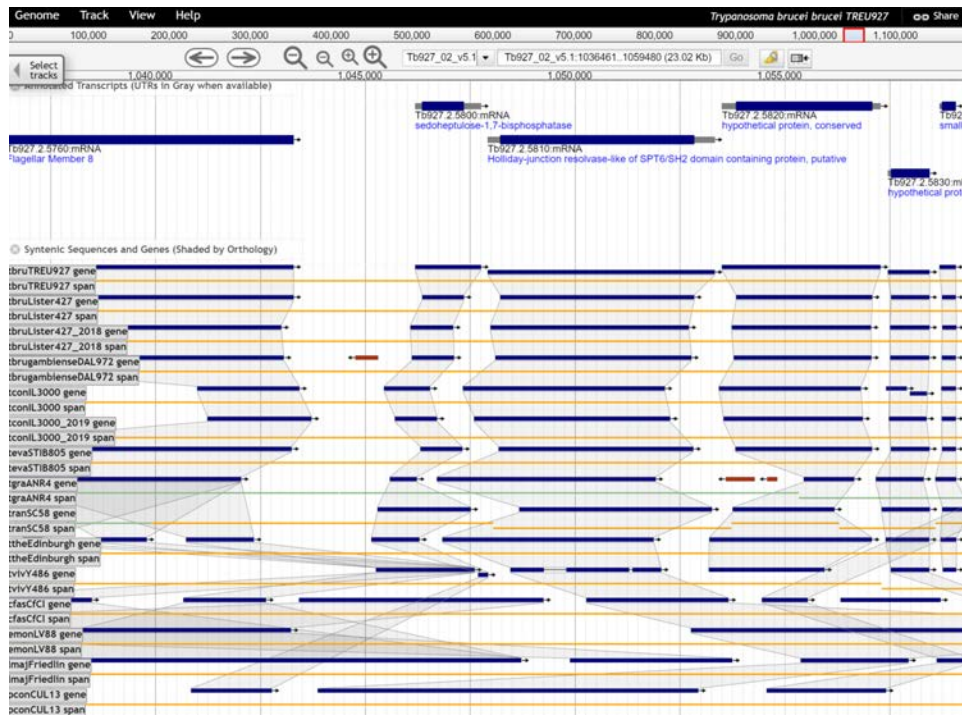 Genome Track View Help Trypanosoma brucei brucei TREU927 Share
100,000 200,000 300,000 400,000 500,000 600,000 700,000 800,000 900,000 1,000,000 1,100,000
Select tracks
Tb927_02_v5.1 Tb927_02_v5.1:1036461..1059480 (23.02 Kb) Go
1,040,000 1,045,000 1,050,000 1,055,000
Annotated Transcripts (UTRs in Gray when available)
Tb927.2.5800:mRNA
sedoheptulose-1,7-bisphosphatase
Tb927.2.5820:mRNA
hypothetical protein, conserved
small
Tb927.2.5760:mRNA
Flagellar Member 8
Tb927.2.5810:mRNA
Holliday-junction resolvase-like of SPT6/SH2 domain containing protein, putative
Tb927.2.5830:m
hypothetical prot
Syntenic Sequences and Genes (Shaded by Orthology)
tbruTREU927 gene
tbruTREU927 span
tbruLister427 gene
tbruLister427 span
tbruLister427_2018 gene
tbruLister427_2018 span
tbrugambienseDAL972 gene
tbrugambienseDAL972 span
tconIL3000 gene
tconIL3000 span
tconIL3000_2019 gene
tconIL3000_2019 span
tevaSTIB805 gene
tevaSTIB805 span
tgraANR4 gene
tgraANR4 span
tranSC58 gene
tranSC58 span
ttheEdinburgh gene
ttheEdinburgh span
tvivY486 gene
tvivY486 span
cfasCfCl gene
cfasCfCl span
emonLV88 gene
emonLV88 span
lmajFriedlin gene
lmajFriedlin span
pconCUL13 gene
pconCUL13 span